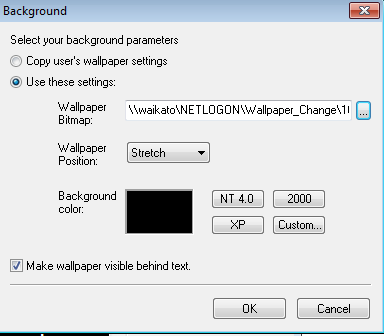 Background
Select your background parameters
Copy user's wallpaper settings
Use these settings:
Wallpaper
Bitmap:
\\waikato\NETLOGON\Wallpaper_Change\1
...
Wallpaper
Position:
Stretch
Background
color:
NT 4.0
2000
XP
Custom...
Make wallpaper visible behind text.
OK
Cancel